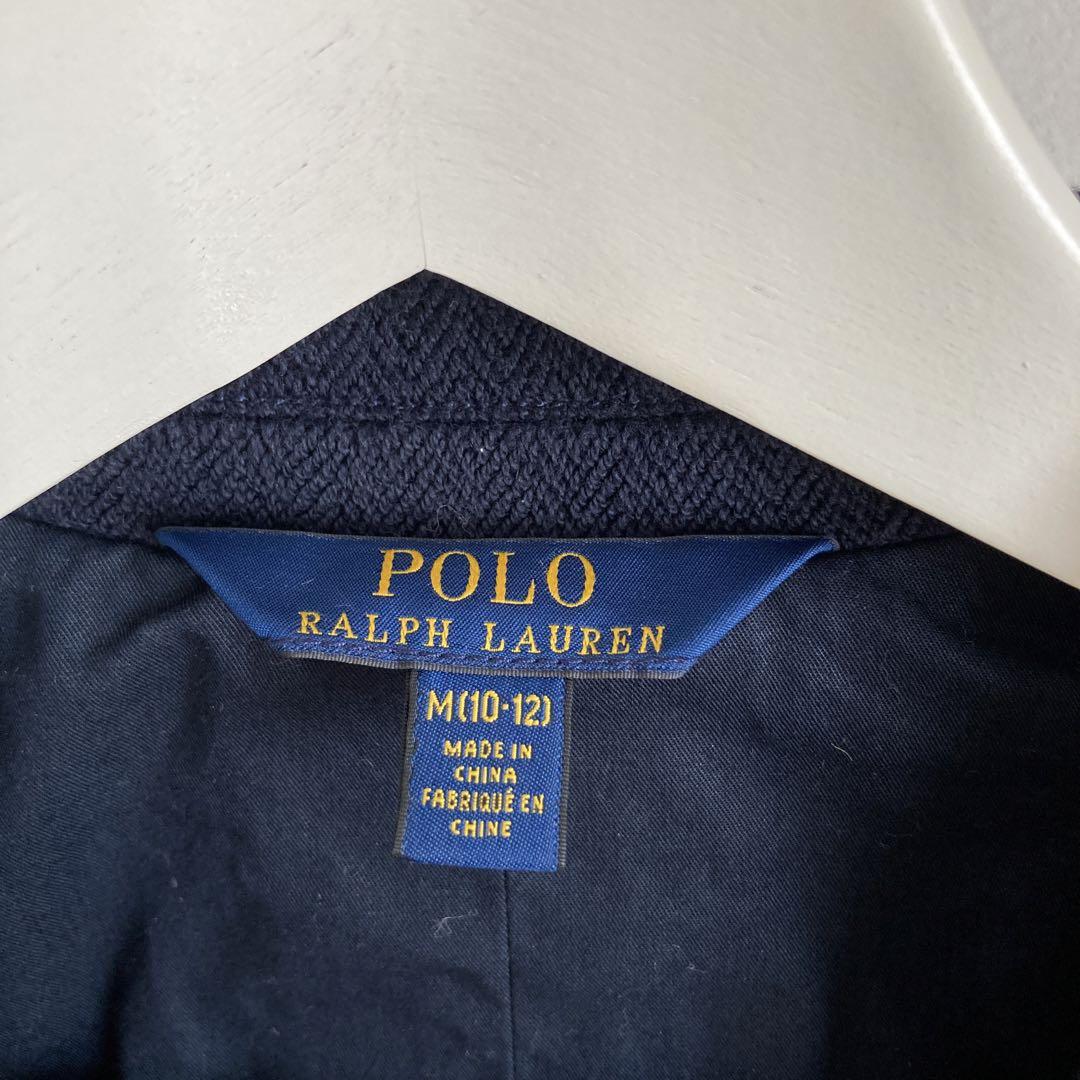 POLO
RALPH LAUREN
M(10-12)
MADE IN
CHINA
FABRIQUÉ EN
CHINE